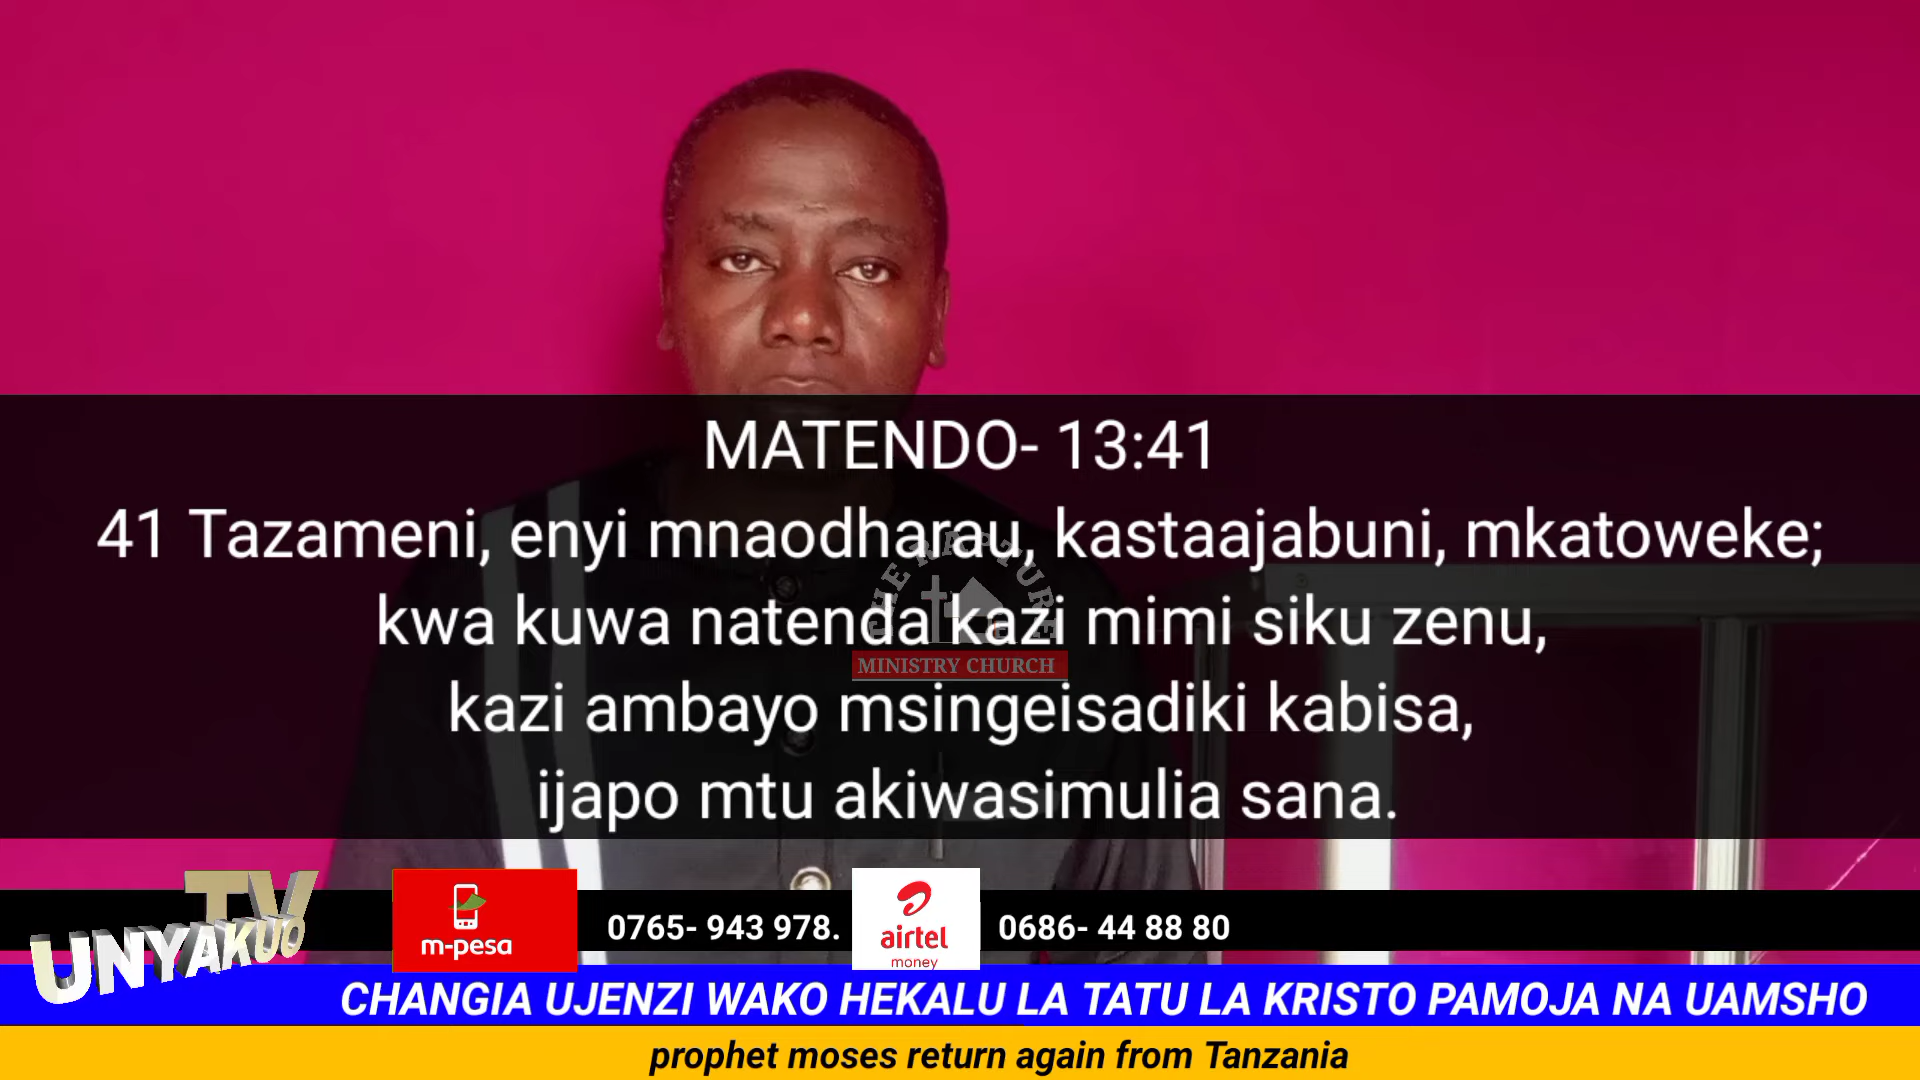 MATENDO- 13:41
41 Tazameni, enyi mnaodharau, kastaajabuni, mkatoweke;
kwa kuwa natenda kazi mimi siku zenu,
kazi ambayo msingeisadiki kabisa,
ijapo mtu akiwasimulia sana.
THE RAPTURE
MINISTRY CHURCH
TV
UNYAKUO
m-pesa
0765- 943 978.
airtel
money
0686- 44 88 80
CHANGIA UJENZI WAKO HEKALU LA TATU LA KRISTO PAMOJA NA UAMSHO
prophet moses return again from Tanzania